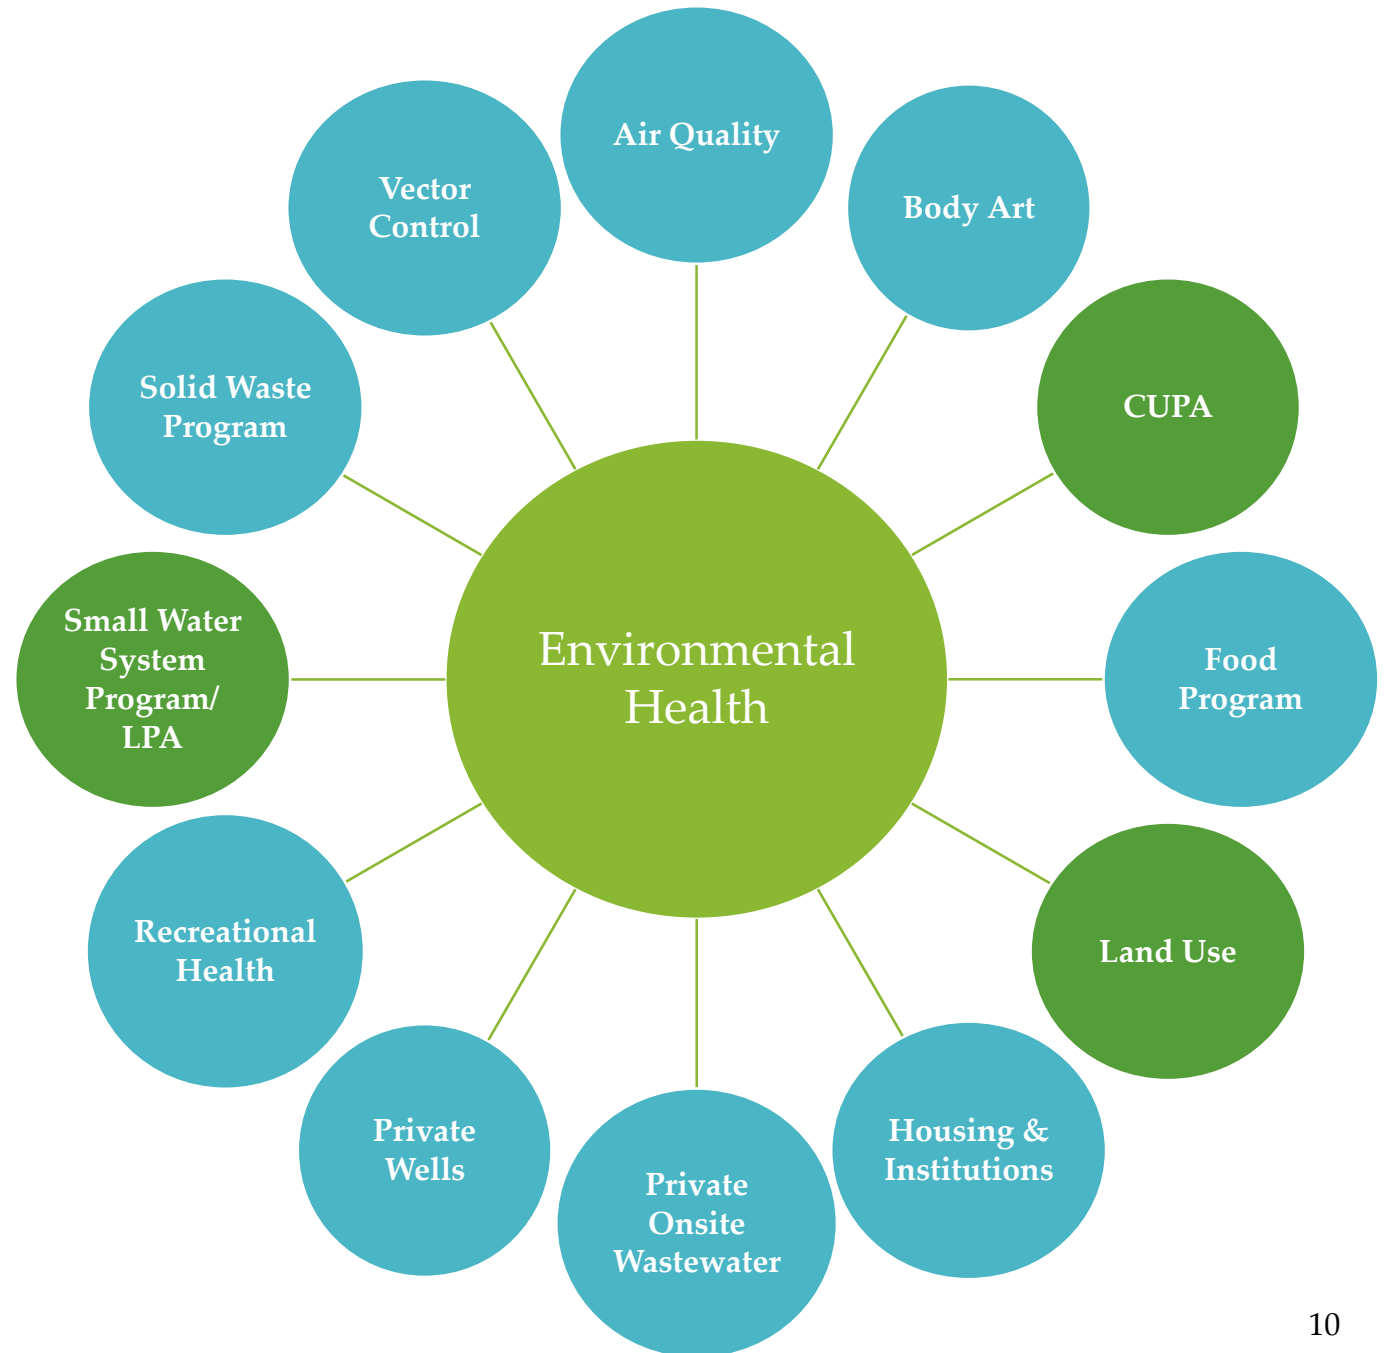 Air Quality
Body Art
CUPA
Food
Program
Land Use
Housing &
Institutions
Private
Onsite
Wastewater
Private
Wells
Recreational
Health
Small Water
System
Program/
LPA
Solid Waste
Program
Vector
Control
Environmental
Health
10